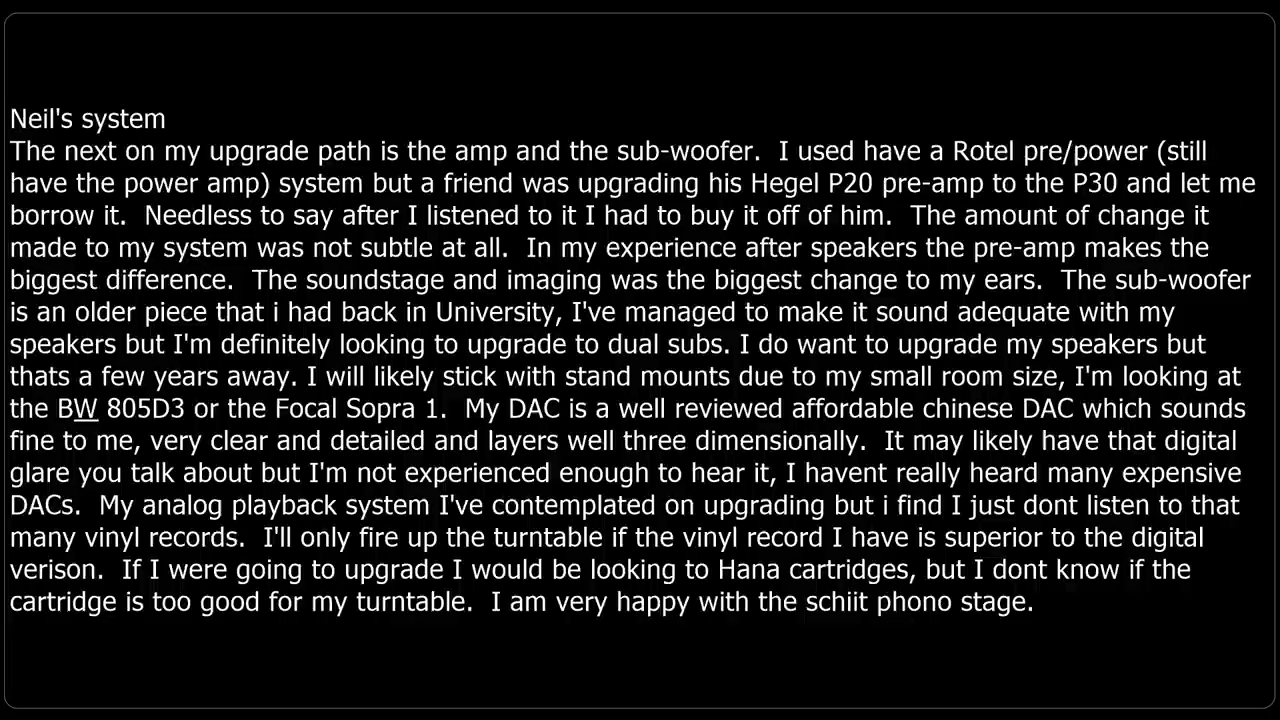 Neil's system
The next on my upgrade path is the amp and the sub-woofer.  I used have a Rotel pre/power (still
have the power amp) system but a friend was upgrading his Hegel P20 pre-amp to the P30 and let me
borrow it.  Needless to say after I listened to it I had to buy it off of him.  The amount of change it
made to my system was not subtle at all.  In my experience after speakers the pre-amp makes the
biggest difference.  The soundstage and imaging was the biggest change to my ears.  The sub-woofer
is an older piece that i had back in University, I've managed to make it sound adequate with my
speakers but I'm definitely looking to upgrade to dual subs. I do want to upgrade my speakers but
thats a few years away. I will likely stick with stand mounts due to my small room size, I'm looking at
the BW 805D3 or the Focal Sopra 1.  My DAC is a well reviewed affordable chinese DAC which sounds
fine to me, very clear and detailed and layers well three dimensionally.  It may likely have that digital
glare you talk about but I'm not experienced enough to hear it, I havent really heard many expensive
DACs.  My analog playback system I've contemplated on upgrading but i find I just dont listen to that
many vinyl records.  I'll only fire up the turntable if the vinyl record I have is superior to the digital
verison.  If I were going to upgrade I would be looking to Hana cartridges, but I dont know if the
cartridge is too good for my turntable.  I am very happy with the schiit phono stage.